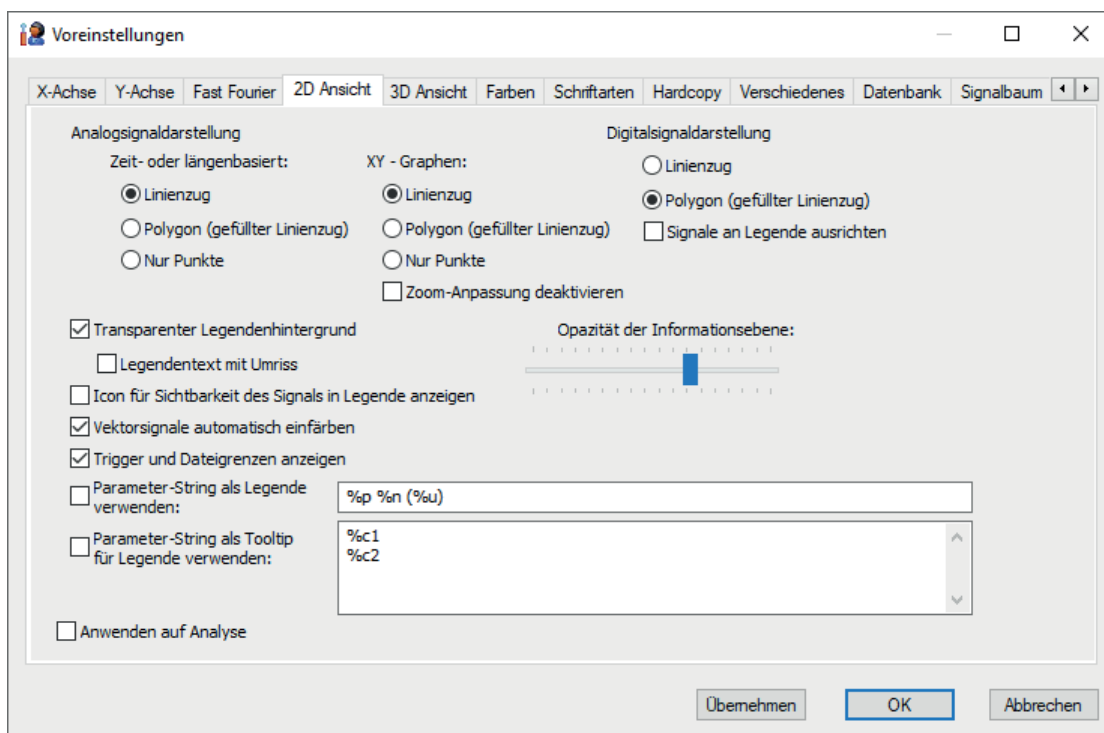 Voreinstellungen
X-Achse Y-Achse Fast Fourier 2D Ansicht 3D Ansicht Farben Schriftarten Hardcopy Verschiedenes Datenbank Signalbaum
Analogsignaldarstellung
Zeit- oder längenbasiert:
Linienzug
Polygon (gefüllter Linienzug)
Nur Punkte
XY - Graphen:
Linienzug
Polygon (gefüllter Linienzug)
Nur Punkte
Zoom-Anpassung deaktivieren
Digitalsignaldarstellung
Linienzug
Polygon (gefüllter Linienzug)
Signale an Legende ausrichten
Transparenter Legendenhintergrund
Legendentext mit Umriss
Opazität der Informationsebene:
Icon für Sichtbarkeit des Signals in Legende anzeigen
Vektorsignale automatisch einfärben
Trigger und Dateigrenzen anzeigen
Parameter-String als Legende
verwenden:
%p %n (%u)
Parameter-String als Tooltip
für Legende verwenden:
%c1
%c2
Anwenden auf Analyse
Übernehmen OK Abbrechen